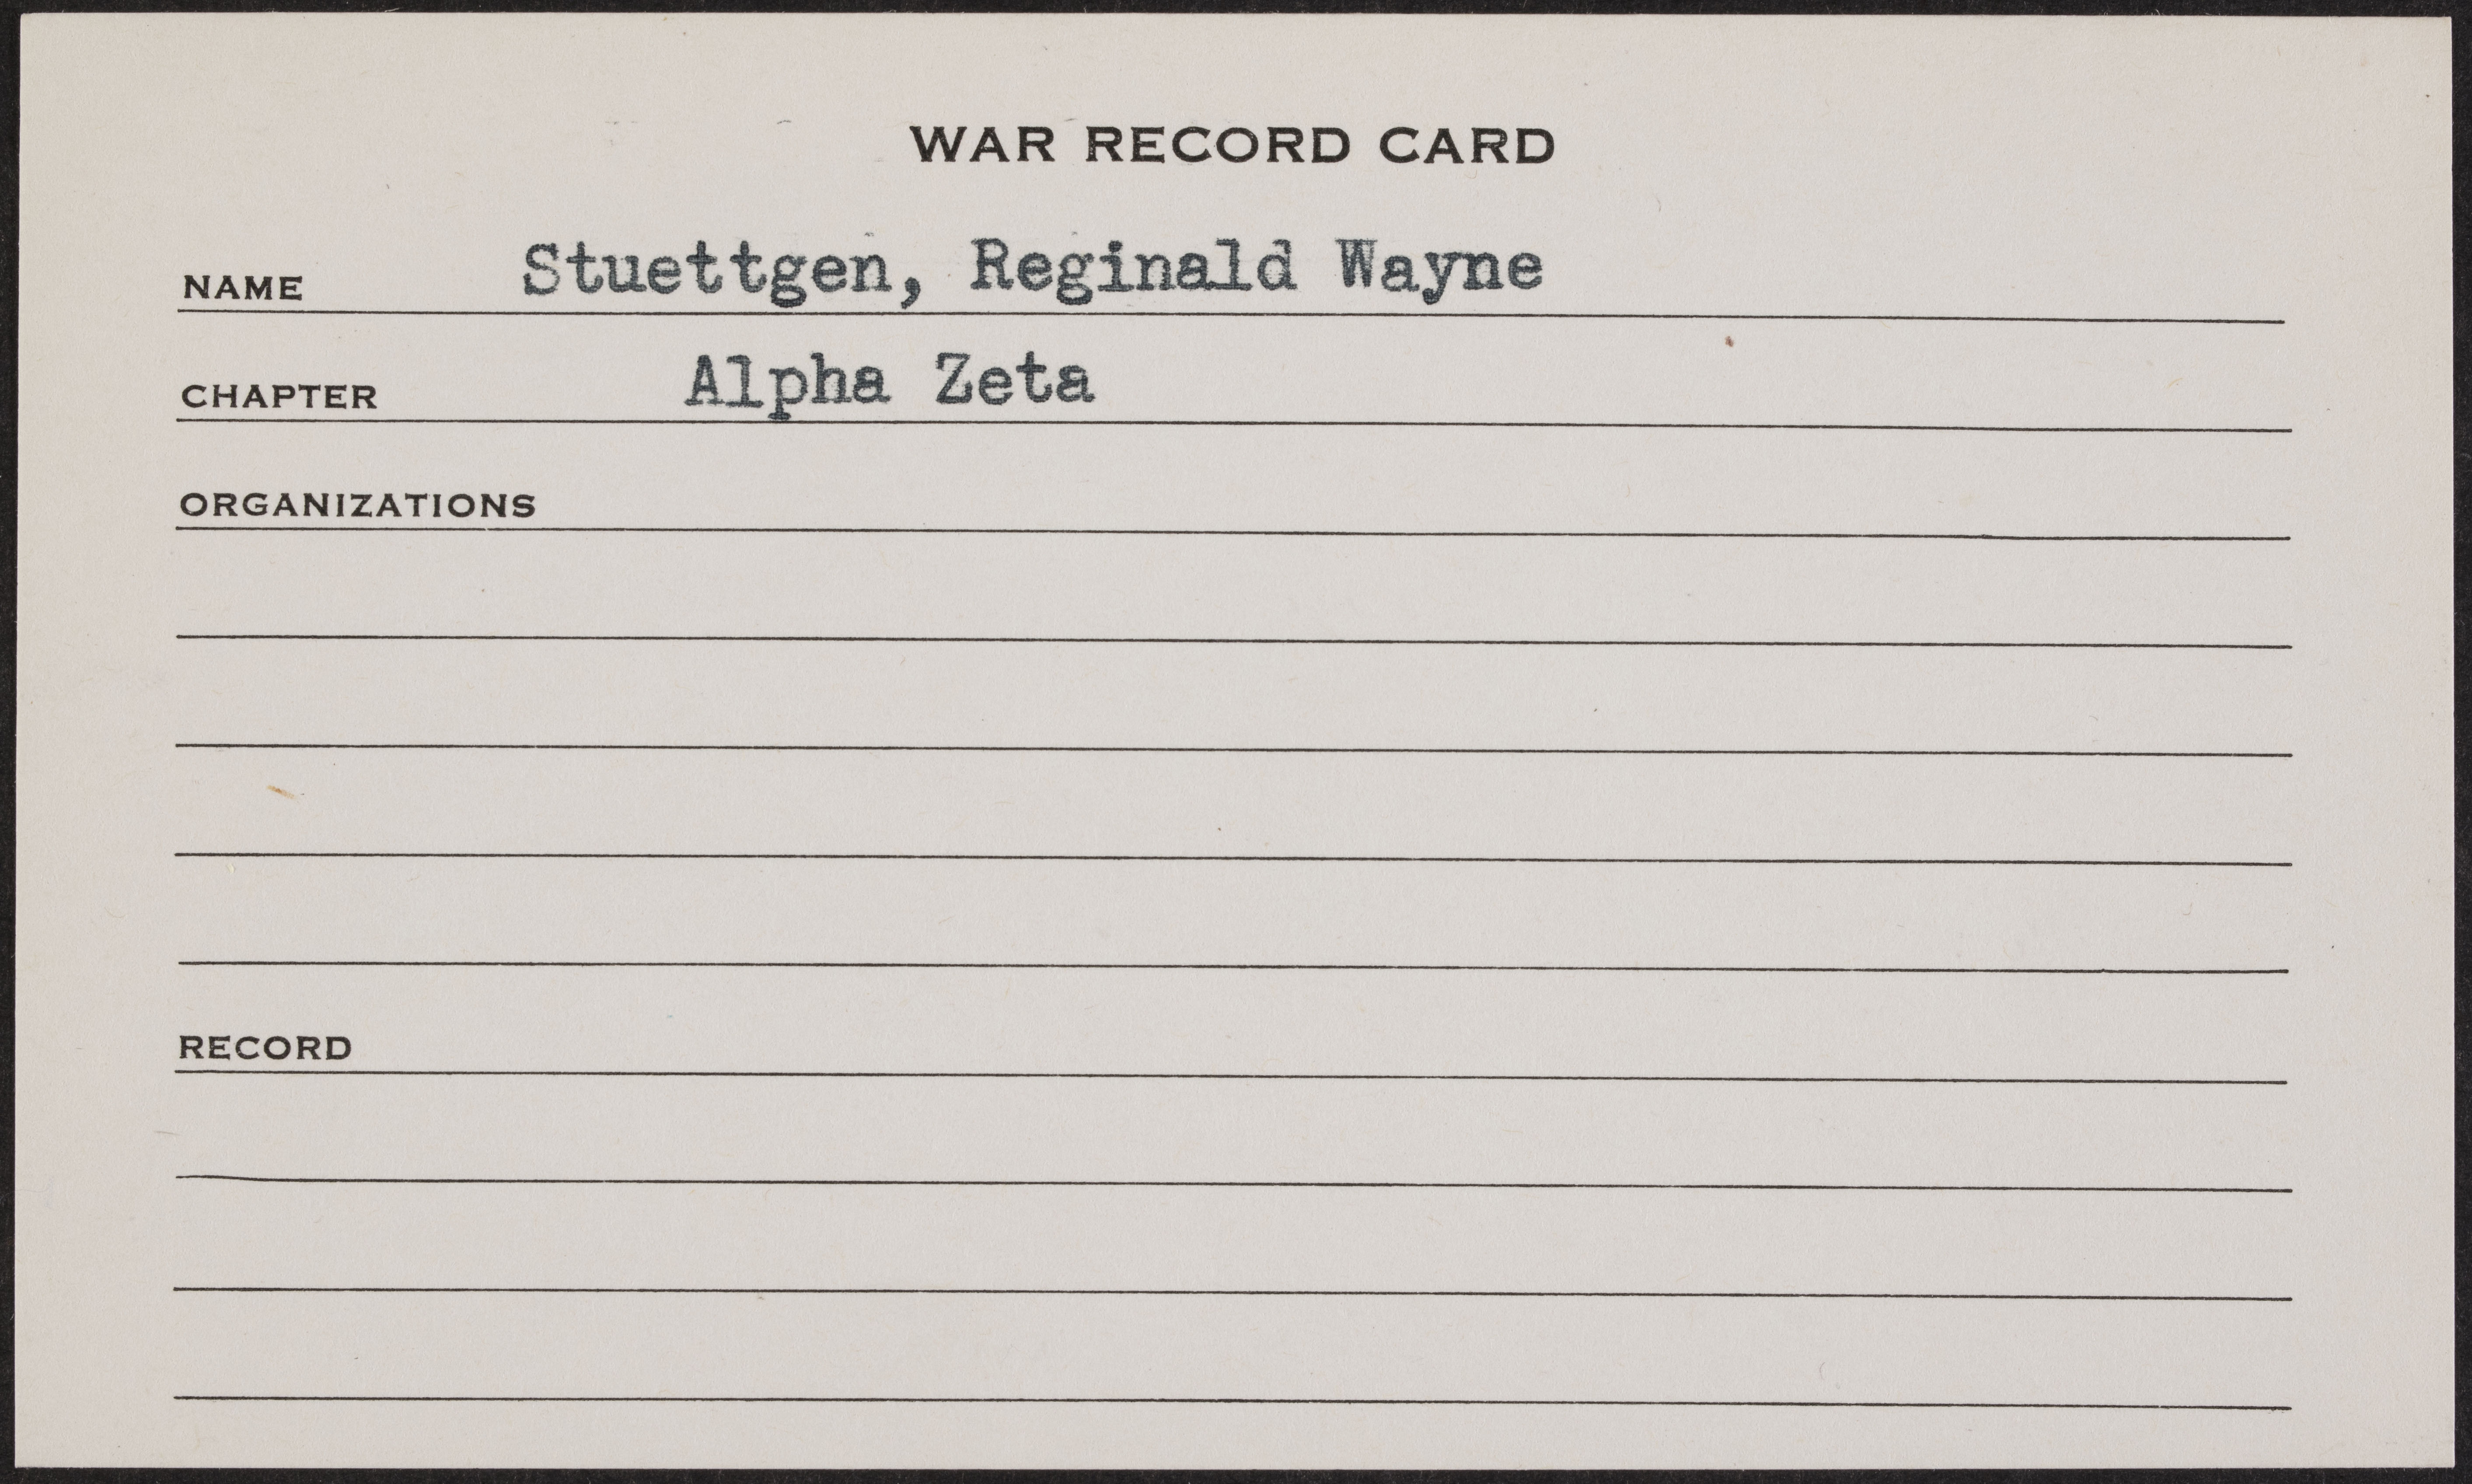 WAR RECORD CARD
NAME Stuettgen, Reginald Wayne
CHAPTER Alpha Zeta
ORGANIZATIONS
RECORD